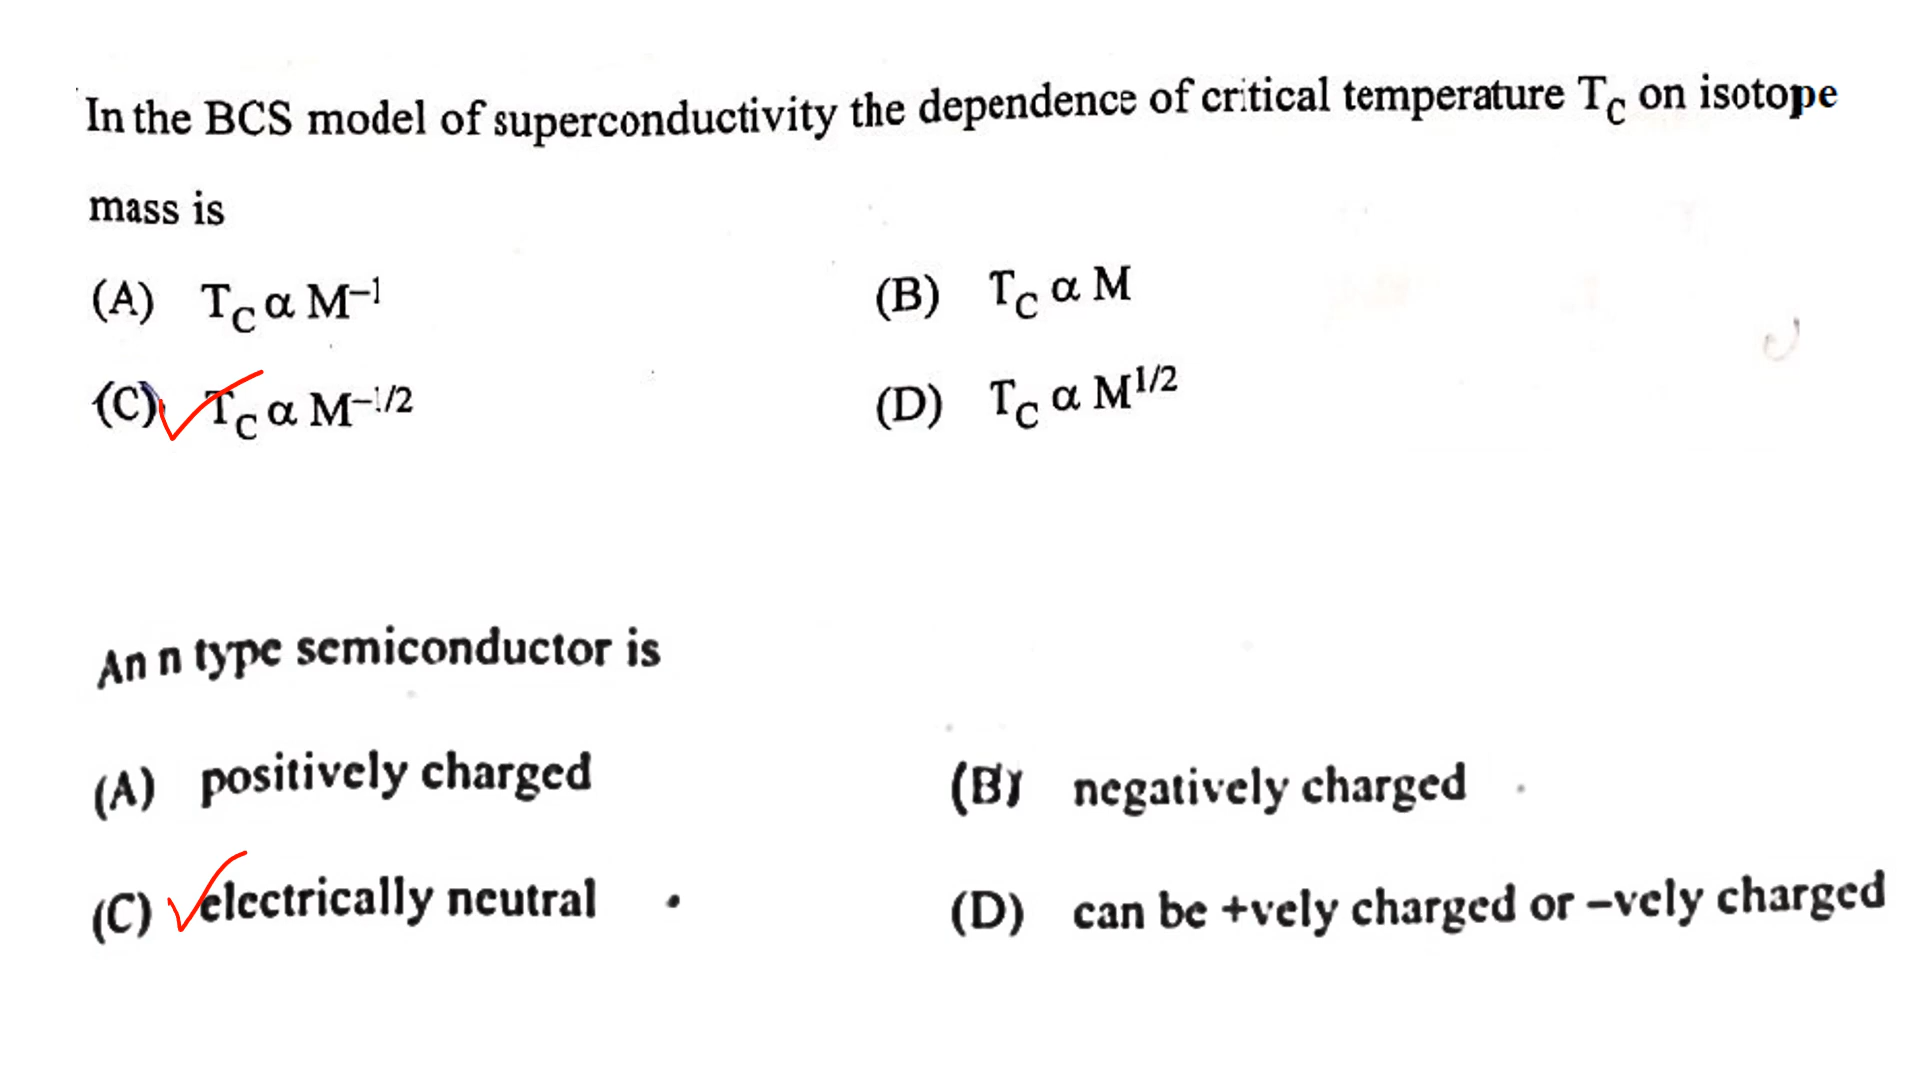 In the BCS model of superconductivity the dependence of critical temperature T_C on isotope
mass is
(A) T_C α M^–1 (B) T_C α M
(C) T_C α M^–1/2 (D) T_C α M^1/2
An n type semiconductor is
(A) positively charged (B) negatively charged
(C) electrically neutral (D) can be +vely charged or –vely charged